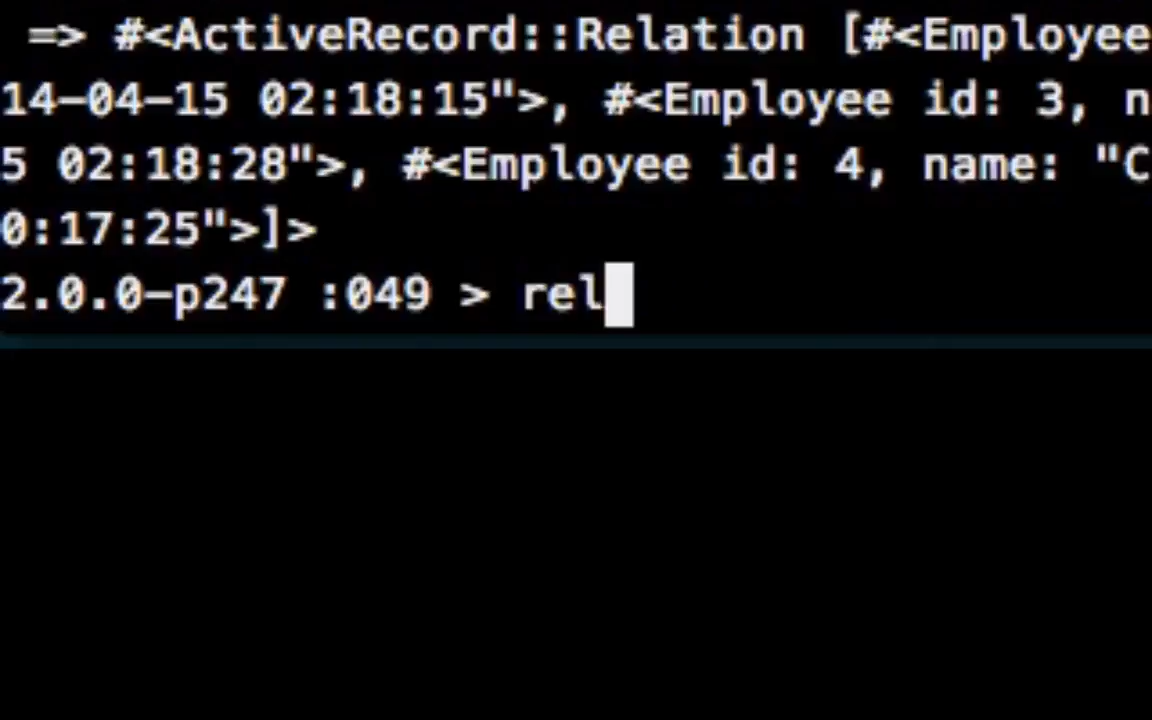 => #<ActiveRecord::Relation [#<Employee
14-04-15 02:18:15">, #<Employee id: 3, n
5 02:18:28">, #<Employee id: 4, name: "C
0:17:25">]>
2.0.0-p247 :049 > rel